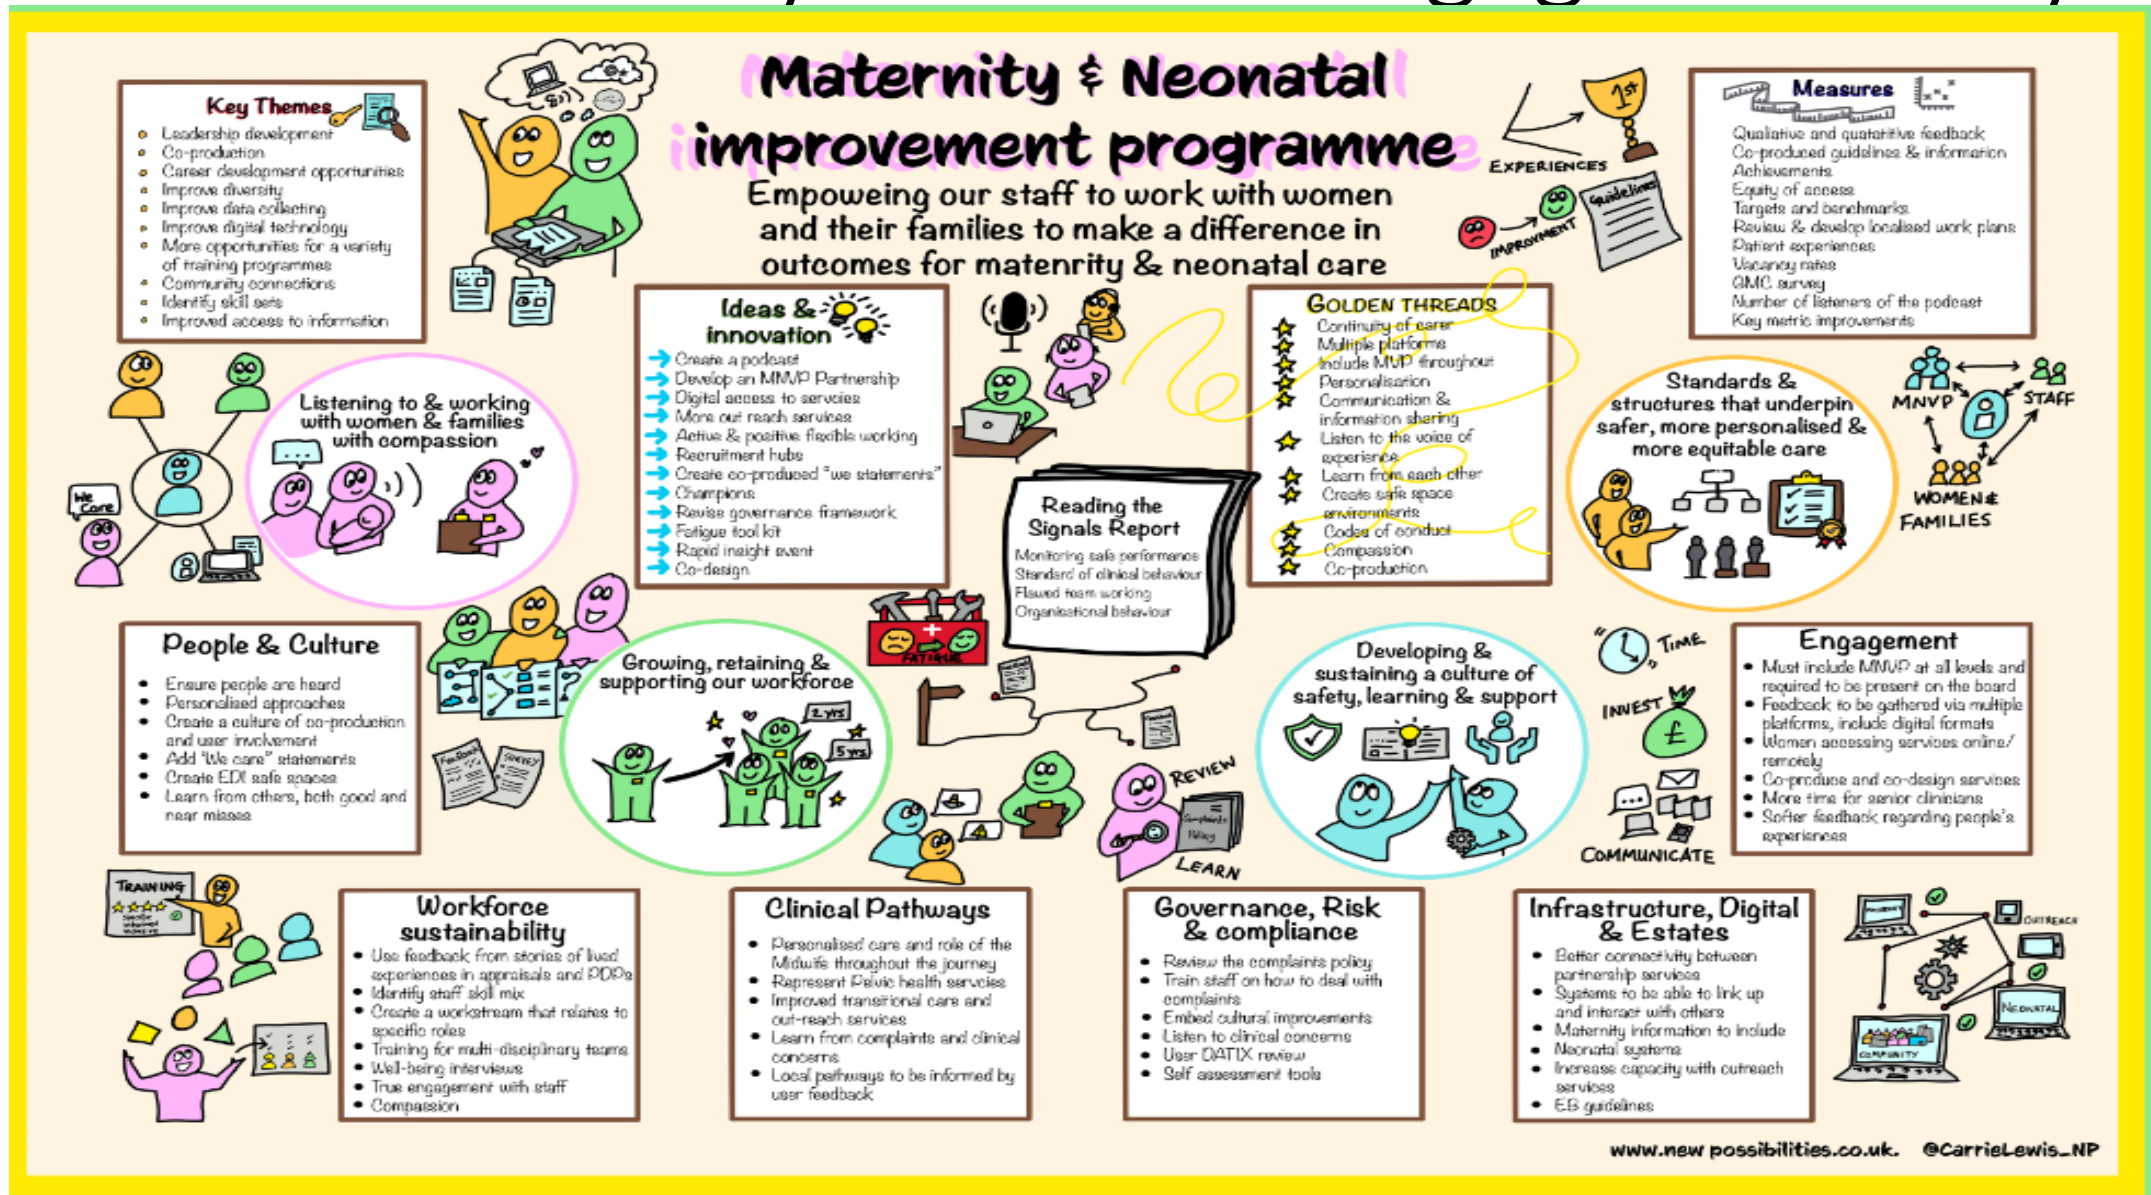 Maternity & Neonatal
improvement programme
Empoweing our staff to work with women
and their families to make a difference in
outcomes for matenrity & neonatal care
Key Themes
Leadership development
Co-production
Career development opportunities
Improve diversity
Improve data collecting
Improve digital technology
More opportunities for a variety
of training programmes
Community connections
Identify skill sets
Improved access to information
Ideas &
innovation
Create a podcast
Develop an MNVP Partnership
Digital access to servcies
More out reach services
Active & positive flexible working
Recruitment hubs
Create co-produced "we statements"
Champions
Revise governance framework
Fatigue tool kit
Rapid insight event
Co-design
GOLDEN THREADS
Continuity of carer
Multiple platforms
Include MVP throughout
Personalisation
Communication &
information sharing
Listen to the voice of
experience
Learn from each other
Create safe space
environments
Codes of conduct
Compassion
Co-production
EXPERIENCES
1st
Guidelines
IMPROVMENT
Measures
Qualiative and quatatitive feedback
Co-produced guidelines & information
Achievements
Equity of access
Targets and benchmarks
Review & develop localised work plans
Patient experiences
Vacancy rates
GMC survey
Number of listeners of the podcast
Key metric improvements
Listening to & working
with women & families
with compassion
We
Care
Reading the
Signals Report
Monitoring safe performance
Standard of clinical behaviour
Flawed team working
Organisational behaviour
Standards &
structures that underpin
safer, more personalised &
more equitable care
MNVP
STAFF
WOMEN &
FAMILIES
People & Culture
Ensure people are heard
Personalised approaches
Create a culture of co-production
and user involvement
Add "We care" statements
Create EDI safe spaces
Learn from others, both good and
near misses
Feedback
SURVEY
Growing, retaining &
supporting our workforce
2 yrs
5 yrs
FATIGUE
REVIEW
Complaints
Policy
LEARN
Developing &
sustaining a culture of
safety, learning & support
TIME
INVEST
£
COMMUNICATE
Engagement
Must include MNVP at all levels and
required to be present on the board
Feedback to be gathered via multiple
platforms, include digital formats
Women accessing services online/
remotely
Co-produce and co-design services
More time for senior clinicians
Softer feedback regarding people's
experiences
TRAINING
Workforce
sustainability
Use feedback from stories of lived
experiences in appraisals and PDPs
Identify staff skill mix
Create a workstream that relates to
specific roles
Training for multi-disciplinary teams
Well-being interviews
True engagement with staff
Compassion
Clinical Pathways
Personalised care and role of the
Midwife throughout the journey
Represent Pelvic health servcies
Improved transitional care and
out-reach services
Learn from complaints and clinical
concerns
Local pathways to be informed by
user feedback
Governance, Risk
& compliance
Review the complaints policy
Train staff on how to deal with
complaints
Embed cultural improvements
Listen to clinical concerns
User DATIX review
Self assessment tools
Infrastructure, Digital
& Estates
Better connectivity between
partnership services
Systems to be able to link up
and interact with others
Maternity information to include
Neonatal systems
Increase capacity with outreach
services
EB guidelines
OUTREACH
NEONATAL
COMMUNITY
www.new possibilities.co.uk. @CarrieLewis_NP